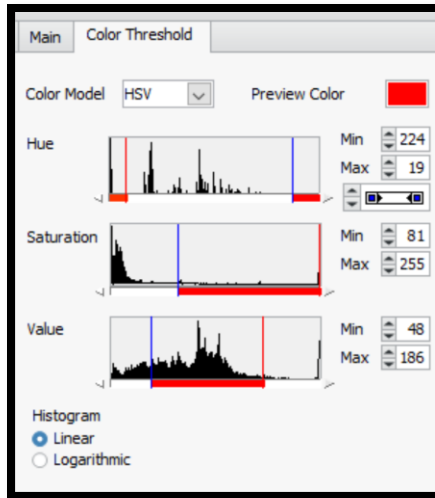 Main Color Threshold
Color Model HSV Preview Color
Hue Min 224
Max 19
Saturation Min 81
Max 255
Value Min 48
Max 186
Histogram
Linear
Logarithmic